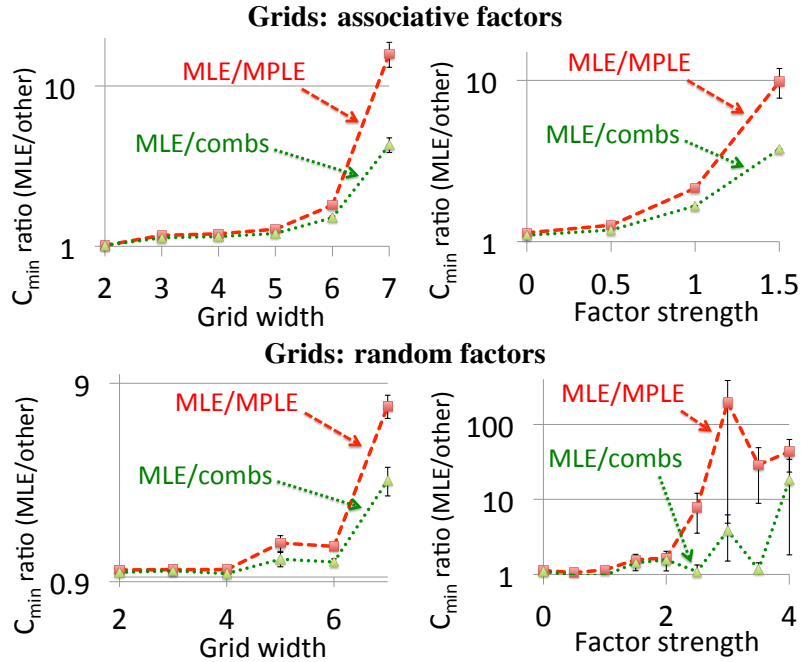 Grids: associative factors
C_min ratio (MLE/other)
10
1
MLE/MPLE
MLE/combs
2 3 4 5 6 7
Grid width
C_min ratio (MLE/other)
10
1
MLE/MPLE
MLE/combs
0 0.5 1 1.5
Factor strength
Grids: random factors
C_min ratio (MLE/other)
9
0.9
MLE/MPLE
MLE/combs
2 4 6
Grid width
C_min ratio (MLE/other)
100
10
1
MLE/MPLE
MLE/combs
0 2 4
Factor strength